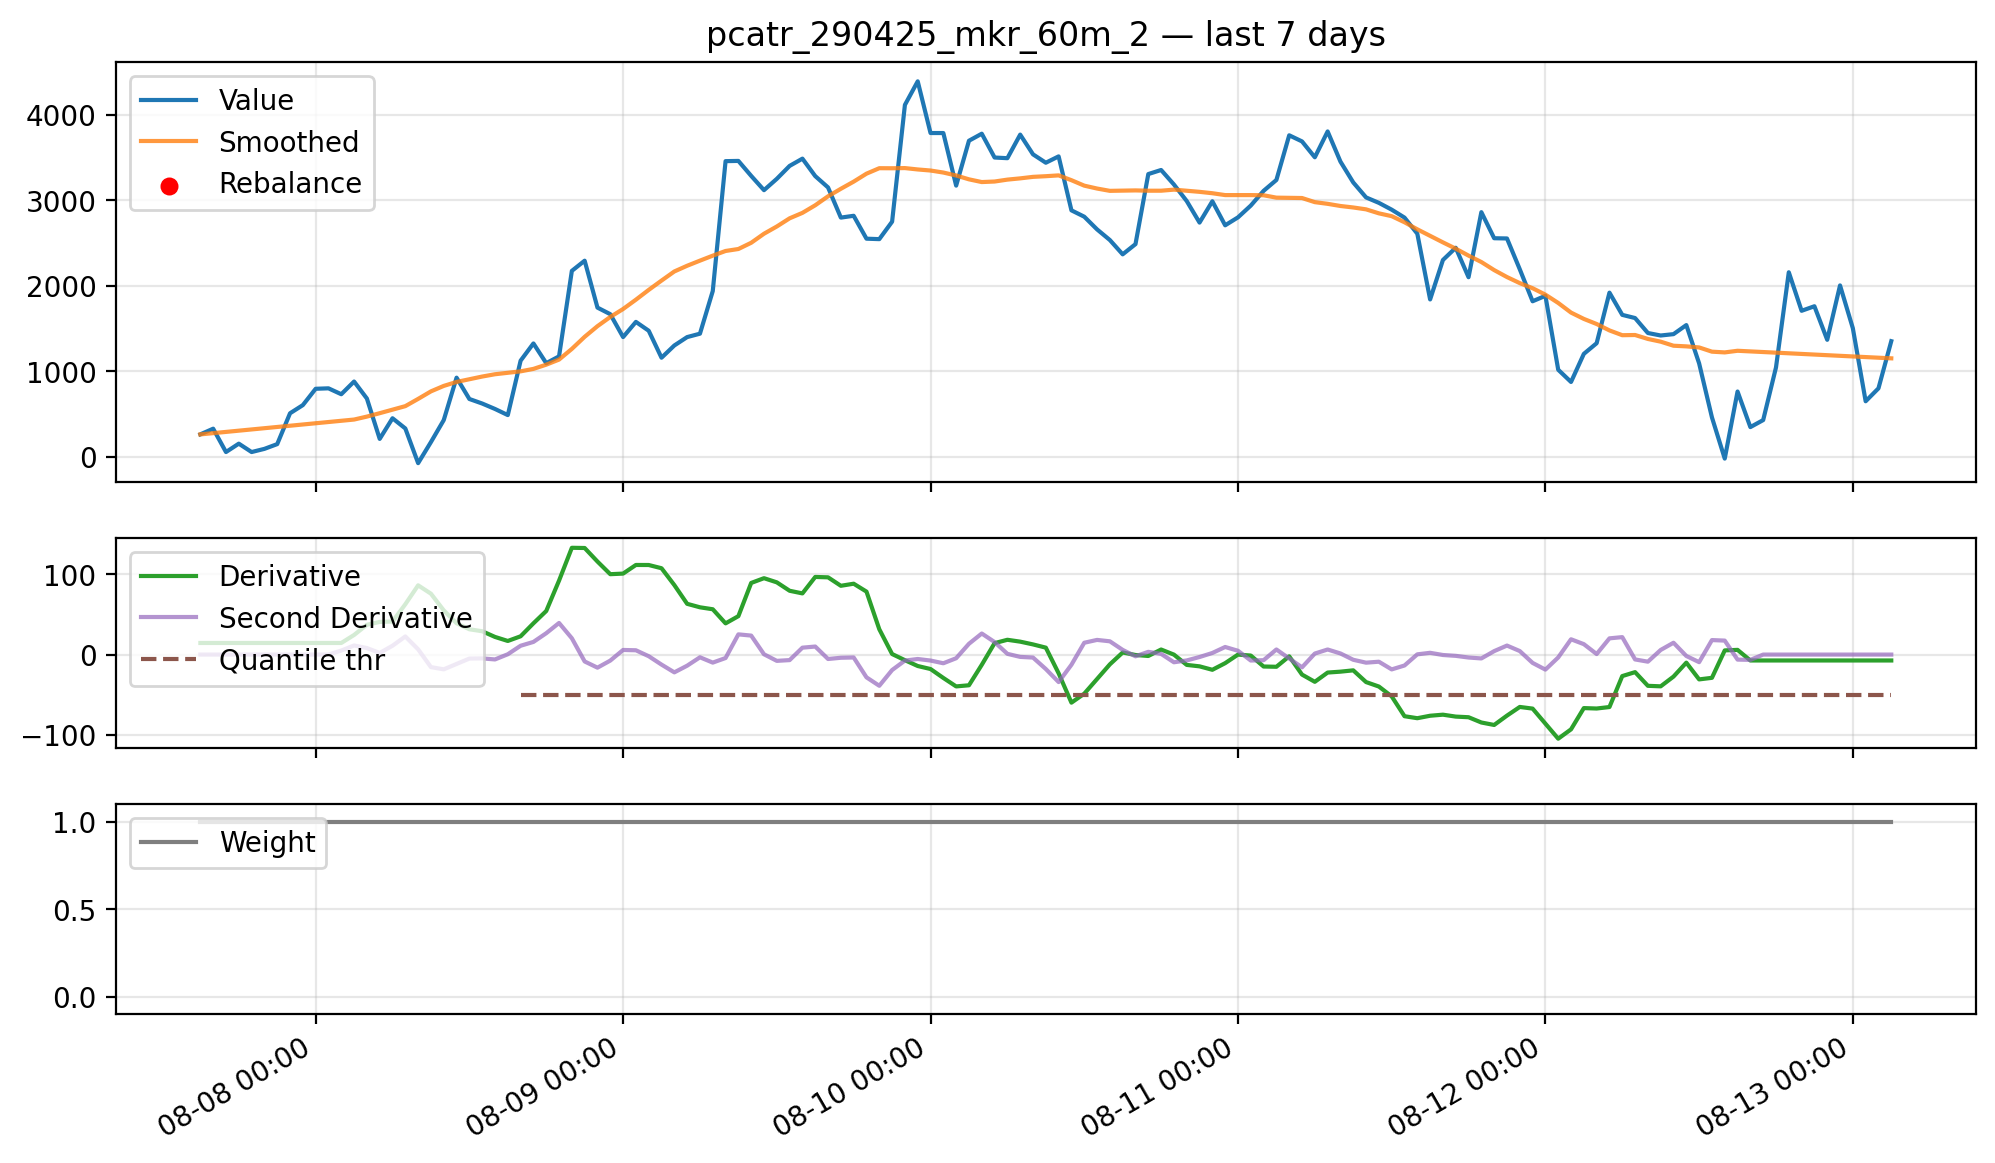 pcatr_290425_mkr_60m_2 — last 7 days
Value
Smoothed
Rebalance
4000
3000
2000
1000
0
Derivative
Second Derivative
Quantile thr
100
0
−100
Weight
1.0
0.5
0.0
08-08 00:00
08-09 00:00
08-10 00:00
08-11 00:00
08-12 00:00
08-13 00:00